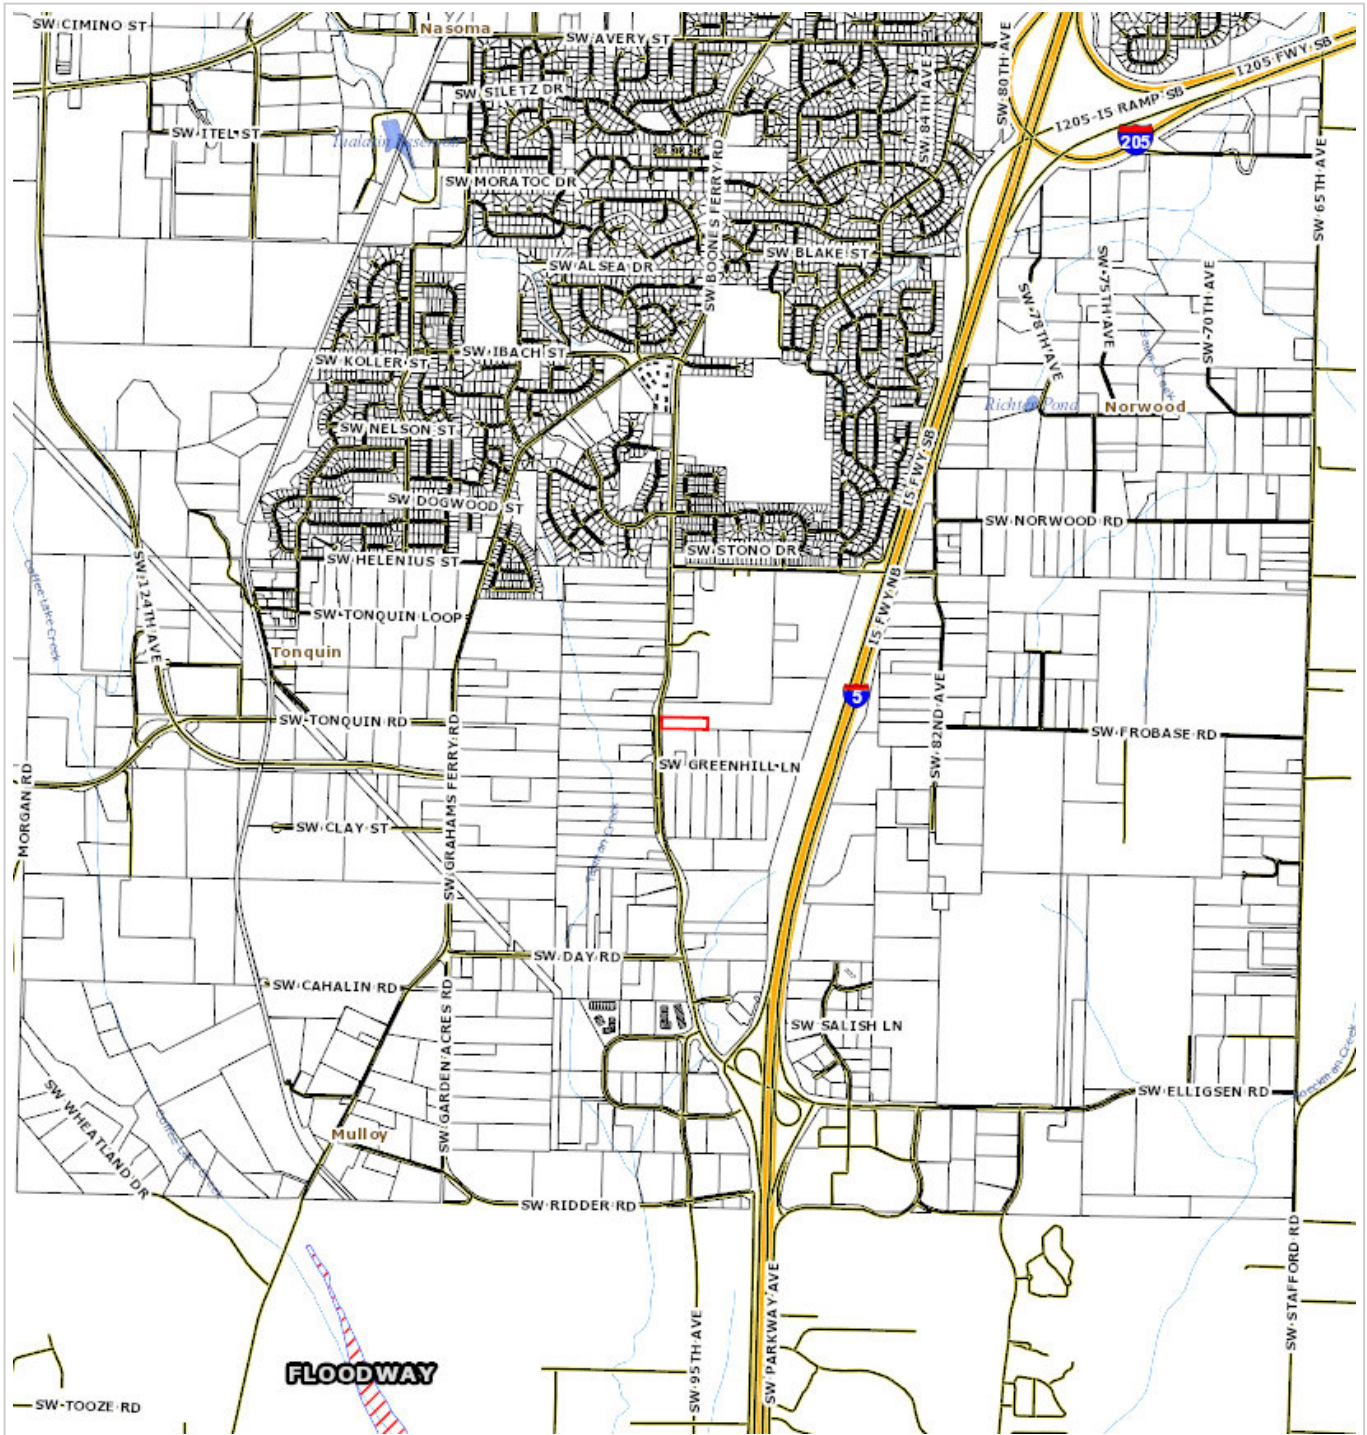 SW CIMINO ST
Nasoma
SW AVERY ST
SW 80TH AVE
I205 FWY SB
SW SILETZ DR
SW 84TH AVE
I205-I5 RAMP SB
SW ITEL ST
Tualatin Reservoir
205
SW BOONES FERRY RD
SW 65TH AVE
SW MORATOC DR
SW ALSEA DR
SW BLAKE ST
SW 78TH AVE
SW 75TH AVE
SW 70TH AVE
SW KOLLER ST
SW IBACH ST
Richter Pond
Norwood
SW NELSON ST
I5 FWY SB
SW DOGWOOD ST
SW NORWOOD RD
SW STONO DR
SW HELENIUS ST
Coffee Lake Creek
SW 124TH AVE
I5 FWY NB
SW TONQUIN LOOP
Tonquin
5
SW 82ND AVE
SW TONQUIN RD
SW GRAHAMS FERRY RD
SW FROBASE RD
SW GREENHILL LN
MORGAN RD
SW CLAY ST
SW DAY RD
SW CAHALIN RD
SW GARDEN ACRES RD
SW SALISH LN
SW WHEATLAND DR
SW ELLIGSEN RD
Mulloy
SW RIDDER RD
SW STAFFORD RD
SW PARKWAY AVE
SW 95TH AVE
FLOODWAY
SW TOOZE RD